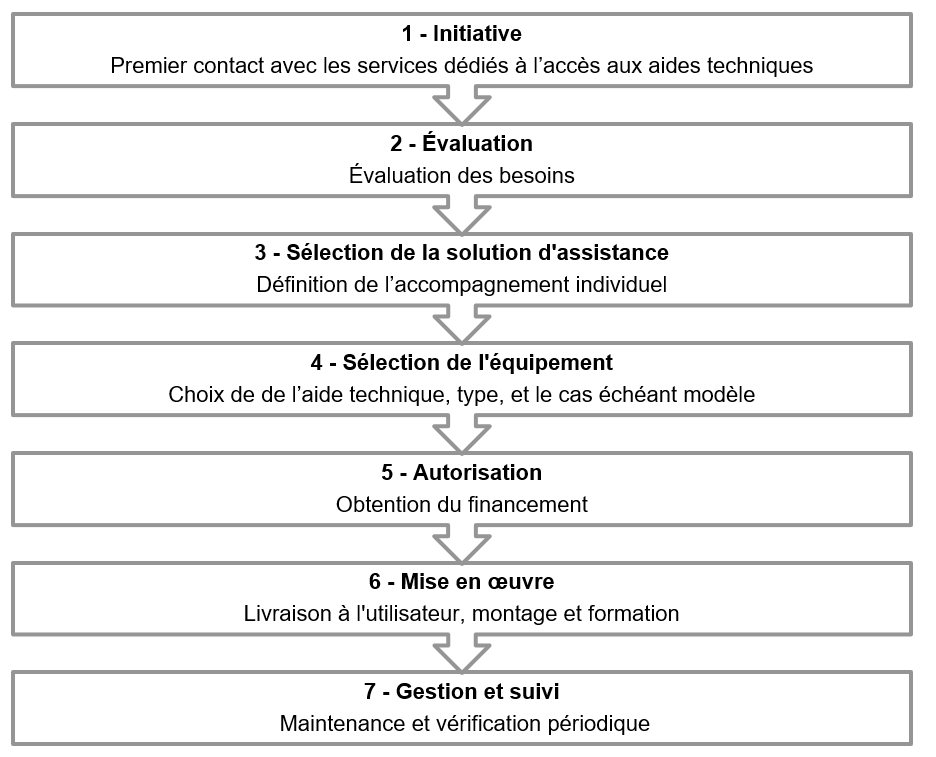 1 - Initiative
Premier contact avec les services dédiés à l’accès aux aides techniques
2 - Évaluation
Évaluation des besoins
3 - Sélection de la solution d'assistance
Définition de l’accompagnement individuel
4 - Sélection de l'équipement
Choix de de l’aide technique, type, et le cas échéant modèle
5 - Autorisation
Obtention du financement
6 - Mise en œuvre
Livraison à l'utilisateur, montage et formation
7 - Gestion et suivi
Maintenance et vérification périodique